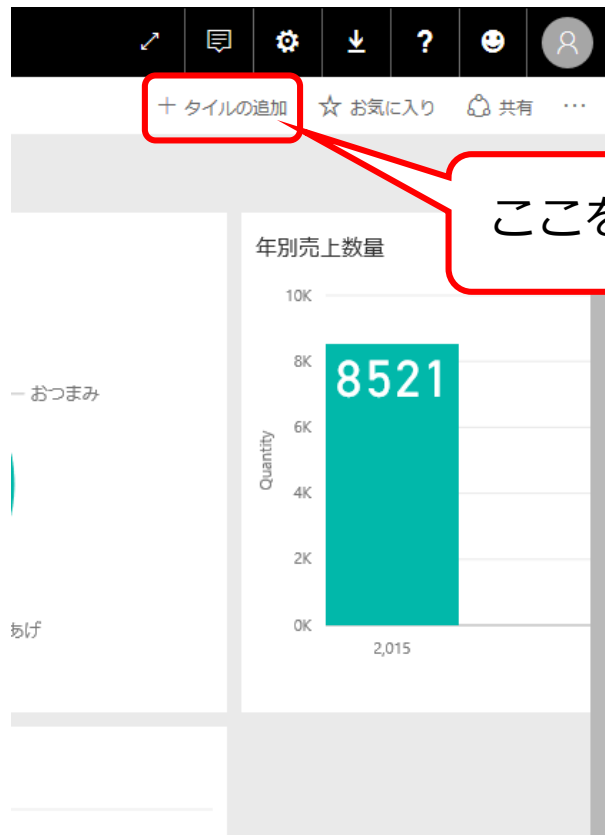 ?
+ タイルの追加 ☆ お気に入り 共有 ...
ここを
年別売上数量
10K
8K
8521
おつまみ
6K
Quantity
4K
2K
あげ
0K
2,015